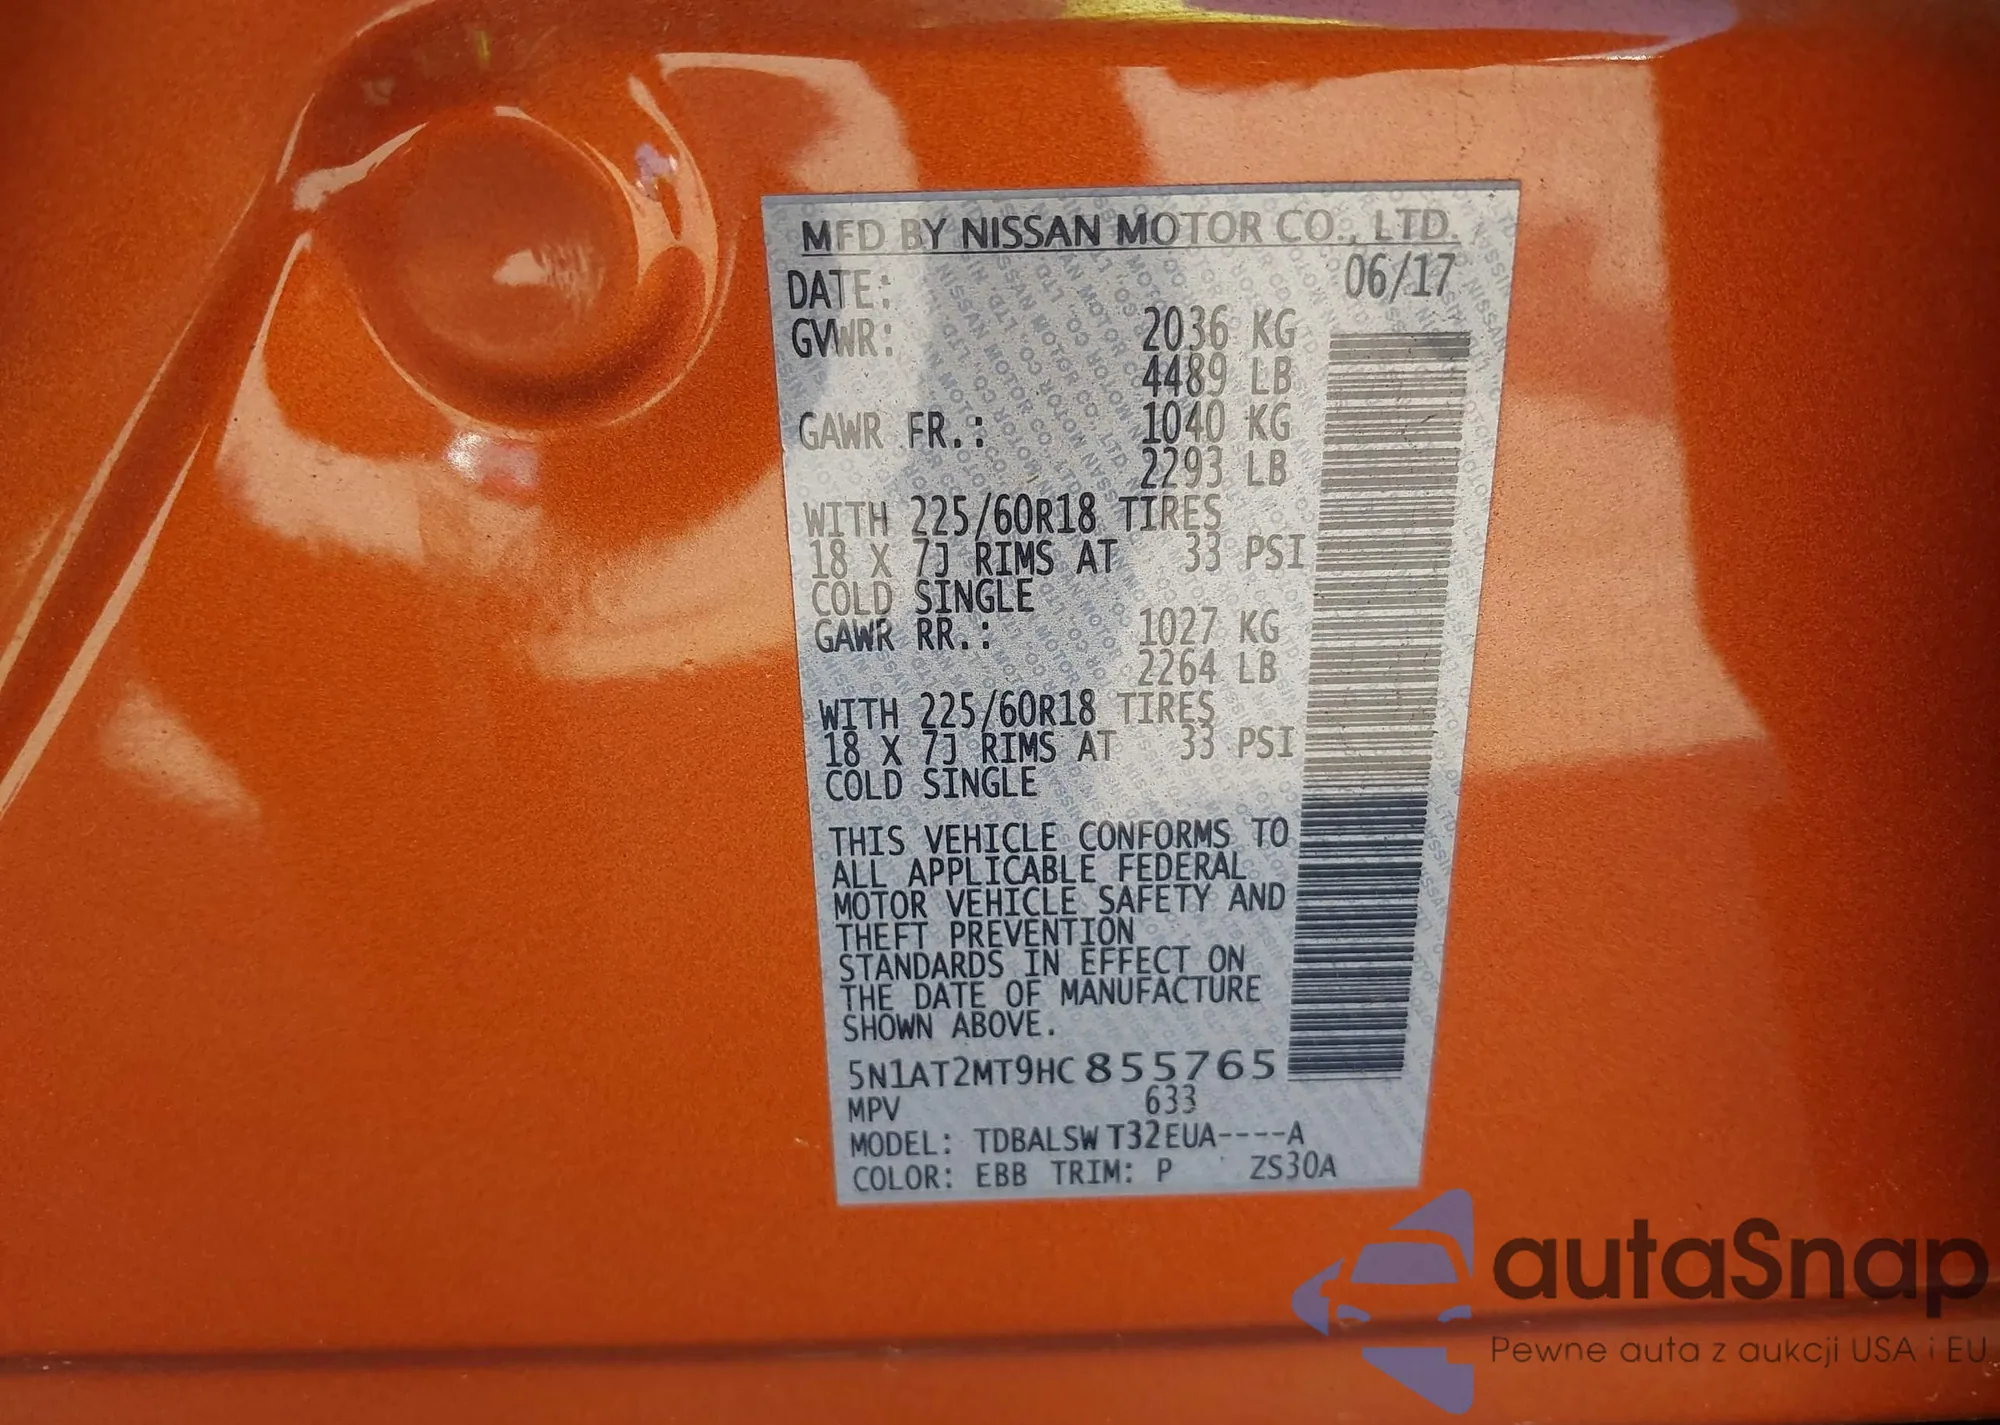 MFD BY NISSAN MOTOR CO., LTD.
DATE: 06/17
GVWR: 2036 KG
4489 LB
GAWR FR.: 1040 KG
2293 LB
WITH 225/60R18 TIRES
18 X 7J RIMS AT 33 PSI
COLD SINGLE
GAWR RR.: 1027 KG
2264 LB
WITH 225/60R18 TIRES
18 X 7J RIMS AT 33 PSI
COLD SINGLE
THIS VEHICLE CONFORMS TO
ALL APPLICABLE FEDERAL
MOTOR VEHICLE SAFETY AND
THEFT PREVENTION
STANDARDS IN EFFECT ON
THE DATE OF MANUFACTURE
SHOWN ABOVE.
5N1AT2MT9HC855765
MPV 633
MODEL: TDBALSWT32EUA----A
COLOR: EBB TRIM: P ZS30A
autaSnap
Pewne auta z aukcji USA i EU